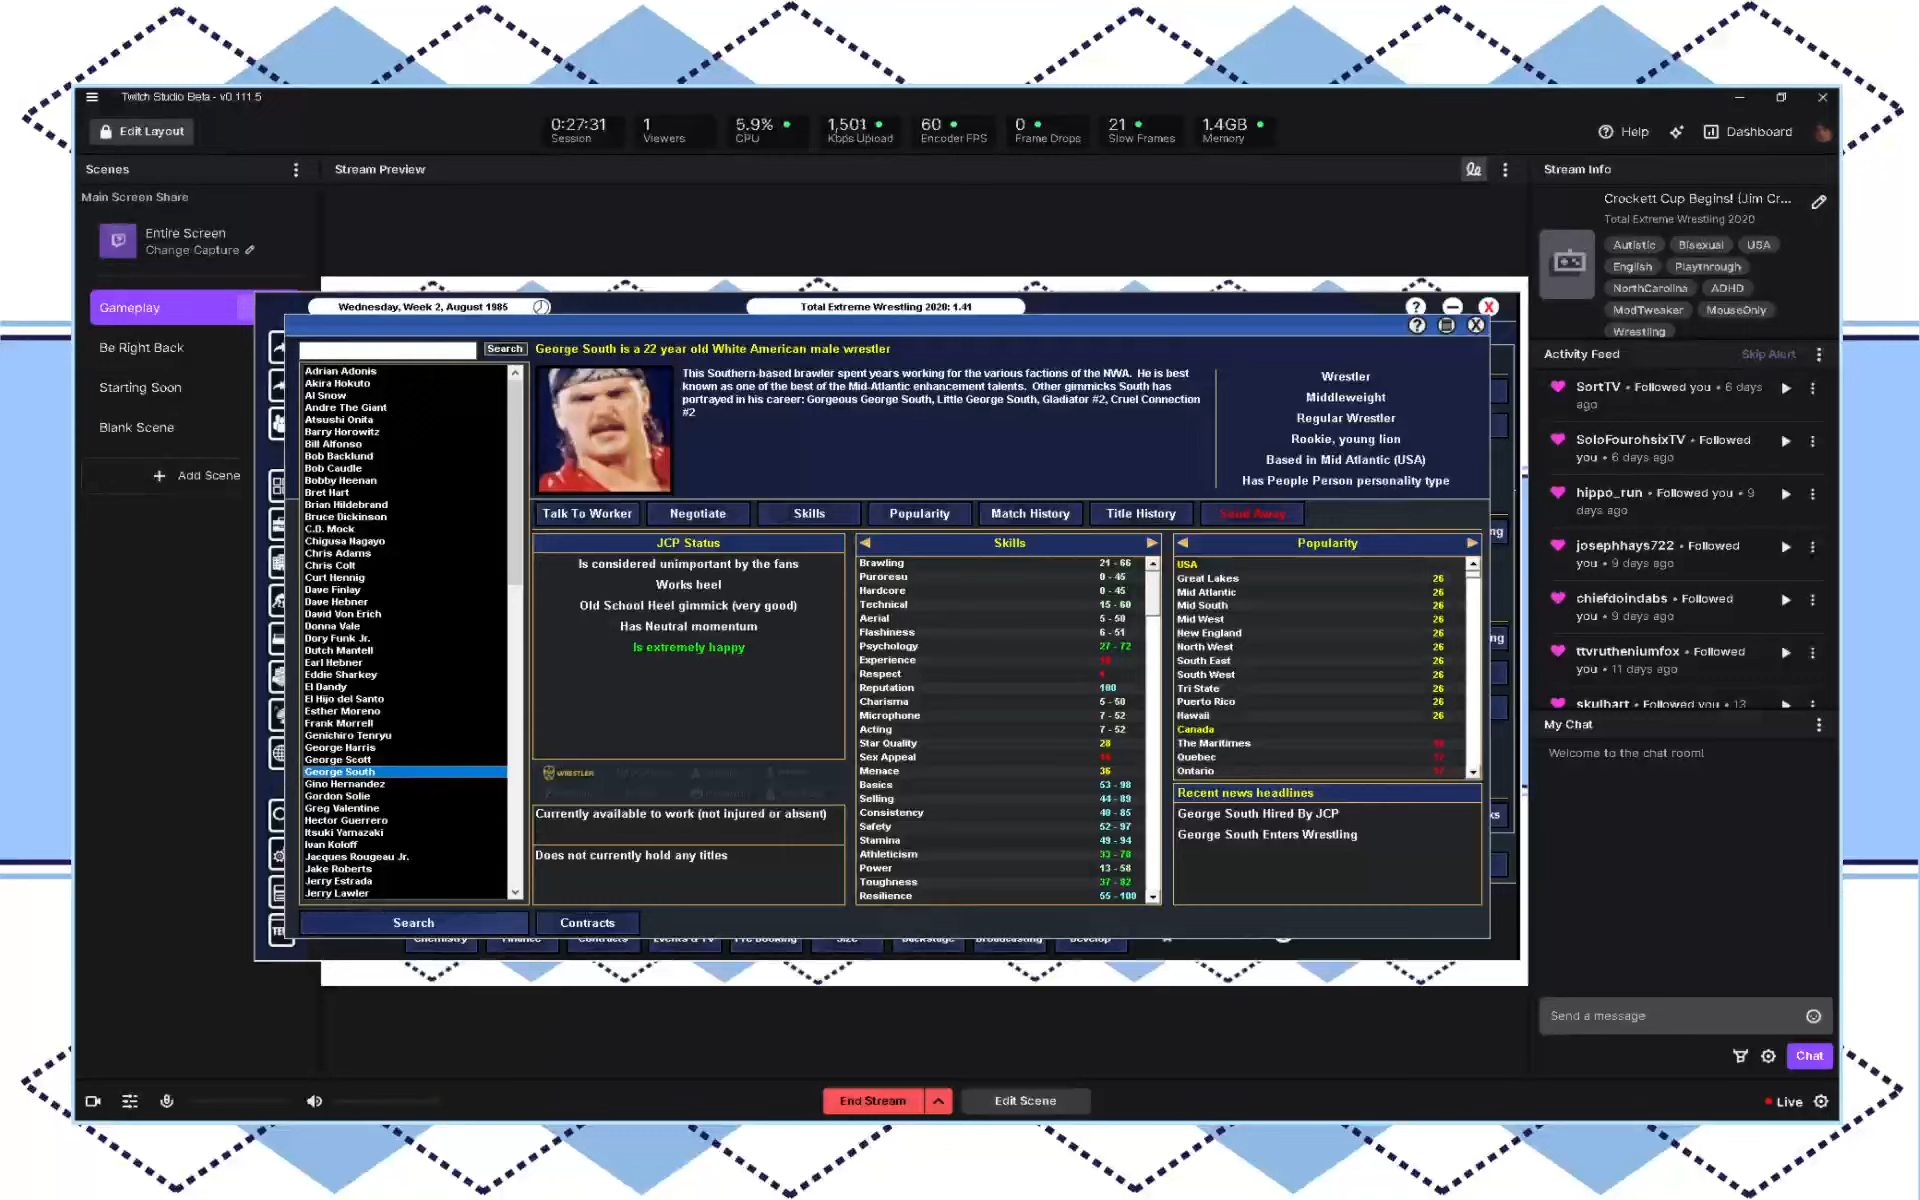 Twitch Studio Beta - v0.111.5
Edit Layout
0:27:31
Session
1
Viewers
5.9%
CPU
1,501
Kbps Upload
60
Encoder FPS
0
Frame Drops
21
Slow Frames
1.4GB
Memory
Help
Dashboard
Scenes
Stream Preview
Stream Info
Main Screen Share
Entire Screen
Change Capture
Gameplay
Be Right Back
Starting Soon
Blank Scene
+ Add Scene
Crockett Cup Begins! (Jim Cr...
Total Extreme Wrestling 2020
Autistic
Bisexual
USA
English
Playthrough
NorthCarolina
ADHD
ModTweaker
MouseOnly
Wrestling
Activity Feed
Skip Alert
SortTV • Followed you • 6 days
ago
SoloFourohsixTV • Followed
you • 6 days ago
hippo_run • Followed you • 9
days ago
josephhays722 • Followed
you • 9 days ago
chiefdoindabs • Followed
you • 9 days ago
ttvrutheniumfox • Followed
you • 11 days ago
skulbart • Followed you • 13
My Chat
Welcome to the chat room!
Send a message
Chat
Live
End Stream
Edit Scene
Wednesday, Week 2, August 1985
Total Extreme Wrestling 2020: 1.41
Search
George South is a 22 year old White American male wrestler
Adrian Adonis
Akira Hokuto
Al Snow
Andre The Giant
Atsushi Onita
Barry Horowitz
Bill Alfonso
Bob Backlund
Bob Caudle
Bobby Heenan
Bret Hart
Brian Hildebrand
Bruce Dickinson
C.D. Mock
Chigusa Nagayo
Chris Adams
Chris Colt
Curt Hennig
Dave Finlay
Dave Hebner
David Von Erich
Donna Vale
Dory Funk Jr.
Dutch Mantell
Earl Hebner
Eddie Sharkey
El Dandy
El Hijo del Santo
Esther Moreno
Frank Morrell
Genichiro Tenryu
George Harris
George Scott
George South
Gino Hernandez
Gordon Solie
Greg Valentine
Hector Guerrero
Itsuki Yamazaki
Ivan Koloff
Jacques Rougeau Jr.
Jake Roberts
Jerry Estrada
Jerry Lawler
Search
Contracts
This Southern-based brawler spent years working for the various factions of the NWA. He is best
known as one of the best of the Mid-Atlantic enhancement talents. Other gimmicks South has
portrayed in his career: Gorgeous George South, Little George South, Gladiator #2, Cruel Connection
#2
Wrestler
Middleweight
Regular Wrestler
Rookie, young lion
Based in Mid Atlantic (USA)
Has People Person personality type
Talk To Worker
Negotiate
Skills
Popularity
Match History
Title History
Send Away
JCP Status
Is considered unimportant by the fans
Works heel
Old School Heel gimmick (very good)
Has Neutral momentum
Is extremely happy
WRESTLER
Currently available to work (not injured or absent)
Does not currently hold any titles
Skills
Brawling 21 - 66
Puroresu 0 - 45
Hardcore 0 - 45
Technical 15 - 60
Aerial 5 - 50
Flashiness 6 - 51
Psychology 27 - 72
Experience
Respect
Reputation 100
Charisma 5 - 50
Microphone 7 - 52
Acting 7 - 52
Star Quality 28
Sex Appeal
Menace 36
Basics 53 - 98
Selling 44 - 89
Consistency 40 - 85
Safety 52 - 97
Stamina 49 - 94
Athleticism 33 - 78
Power 13 - 58
Toughness 37 - 82
Resilience 55 - 100
Popularity
USA
Great Lakes 26
Mid Atlantic 26
Mid South 26
Mid West 26
New England 26
North West 26
South East 26
South West 26
Tri State 26
Puerto Rico 26
Hawaii 26
Canada
The Maritimes
Quebec
Ontario
Recent news headlines
George South Hired By JCP
George South Enters Wrestling
ng
ng
ks
Chemistry
Finance
Contracts
Events & TV
Pre Booking
Size
Backstage
Broadcasting
Develop